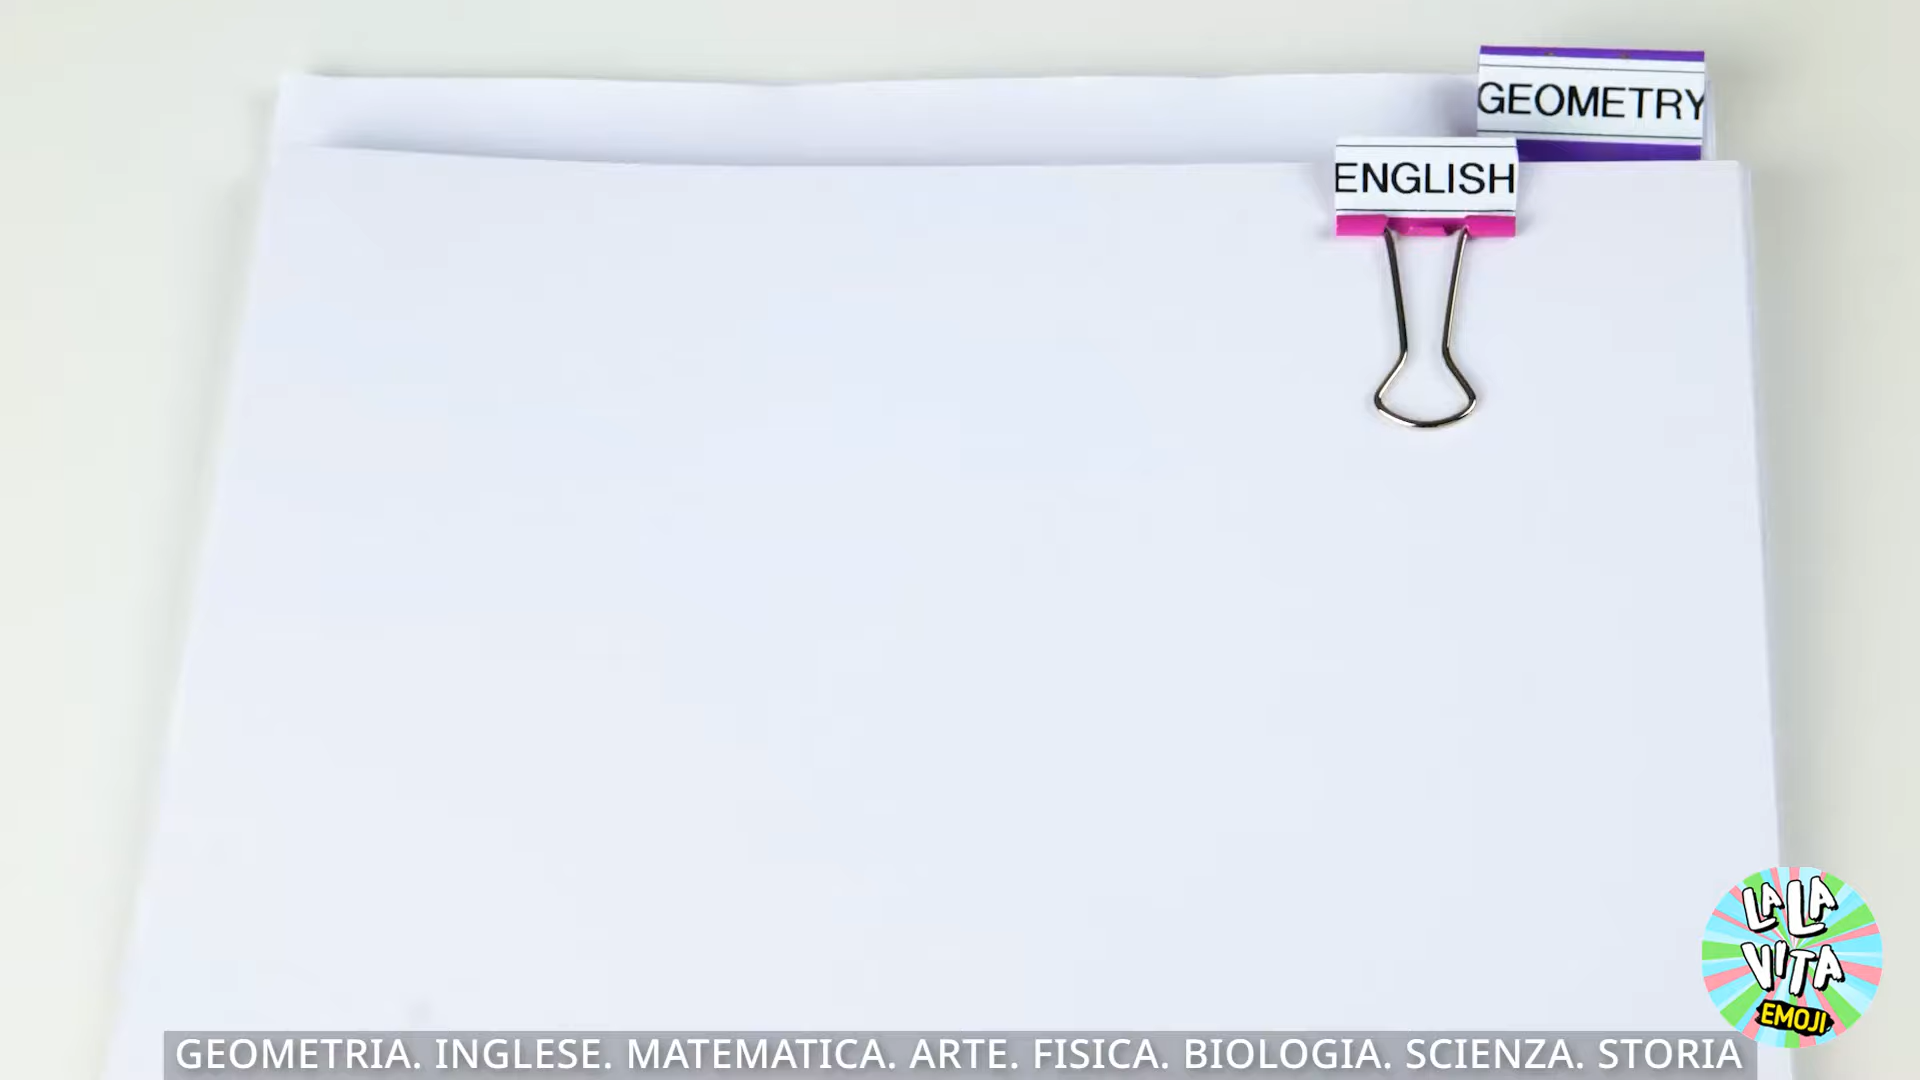 GEOMETRY
ENGLISH
LA LA
VITA
EMOJI
GEOMETRIA. INGLESE. MATEMATICA. ARTE. FISICA. BIOLOGIA. SCIENZA. STORIA